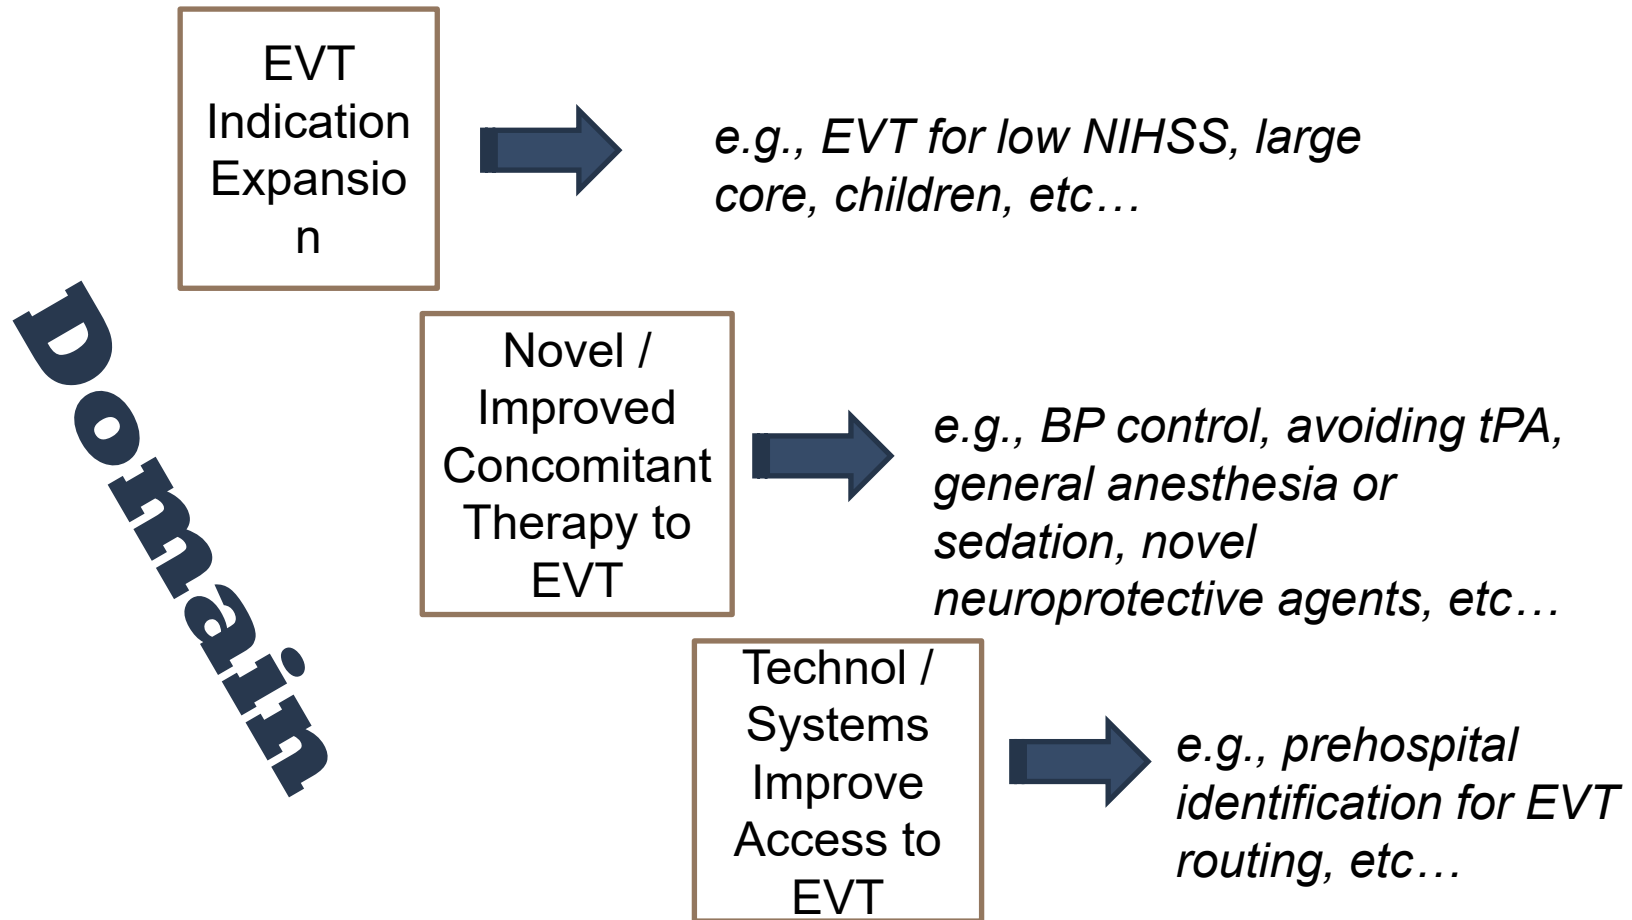 EVT
Indication
Expansio
n
e.g., EVT for low NIHSS, large
core, children, etc…
Domain
Novel /
Improved
Concomitant
Therapy to
EVT
e.g., BP control, avoiding tPA,
general anesthesia or
sedation, novel
neuroprotective agents, etc…
Technol /
Systems
Improve
Access to
EVT
e.g., prehospital
identification for EVT
routing, etc…